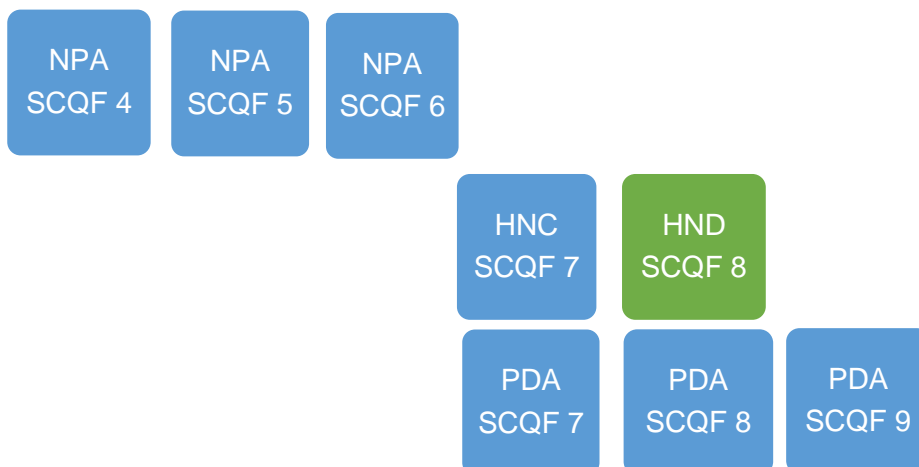 NPA
SCQF 4
NPA
SCQF 5
NPA
SCQF 6
HNC
SCQF 7
HND
SCQF 8
PDA
SCQF 7
PDA
SCQF 8
PDA
SCQF 9